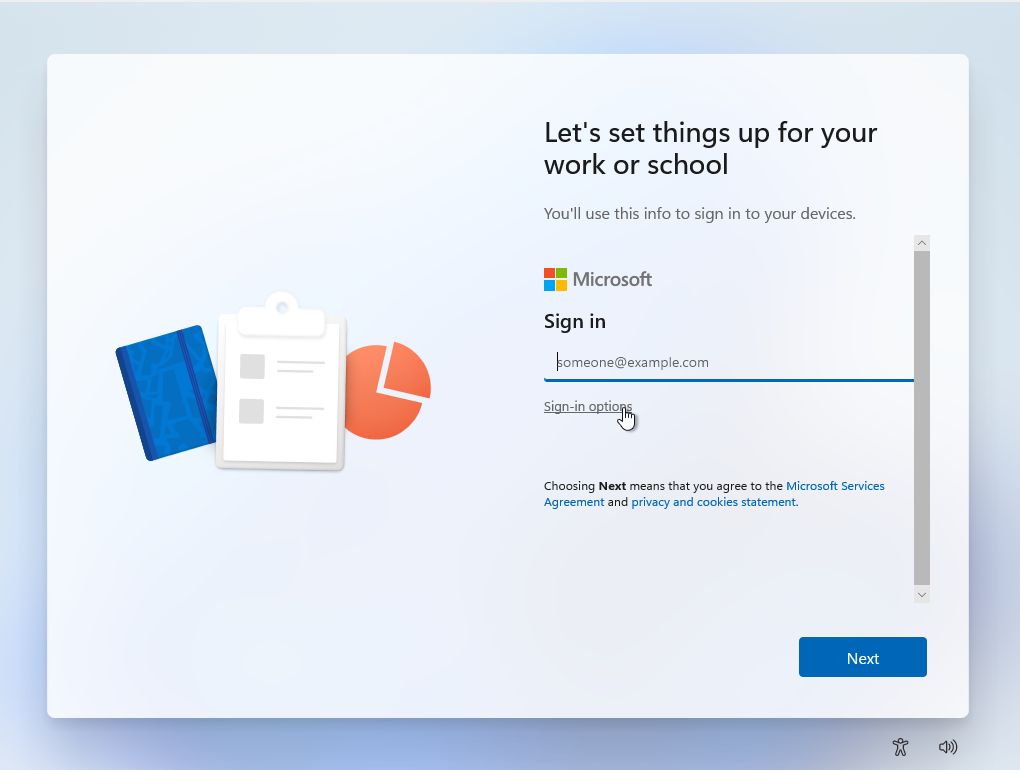 Let's set things up for your
work or school
You'll use this info to sign in to your devices.
Microsoft
Sign in
someone@example.com
Sign-in options
Choosing Next means that you agree to the Microsoft Services
Agreement and privacy and cookies statement.
Next